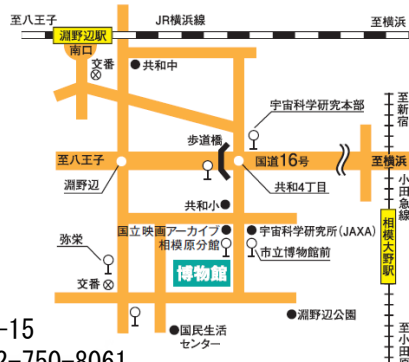 至八王子
JR横浜線
至横浜
淵野辺駅
南口
交番
共和中
宇宙科学研究本部
至新宿
歩道橋
至八王子
国道16号
至横浜
淵野辺
共和4丁目
小田急線
共和小
国立映画アーカイブ
相模原分館
宇宙科学研究所(JAXA)
市立博物館前
相模大野駅
弥栄
博物館
交番
淵野辺公園
国民生活
センター
至小田原
-15
2-750-8061